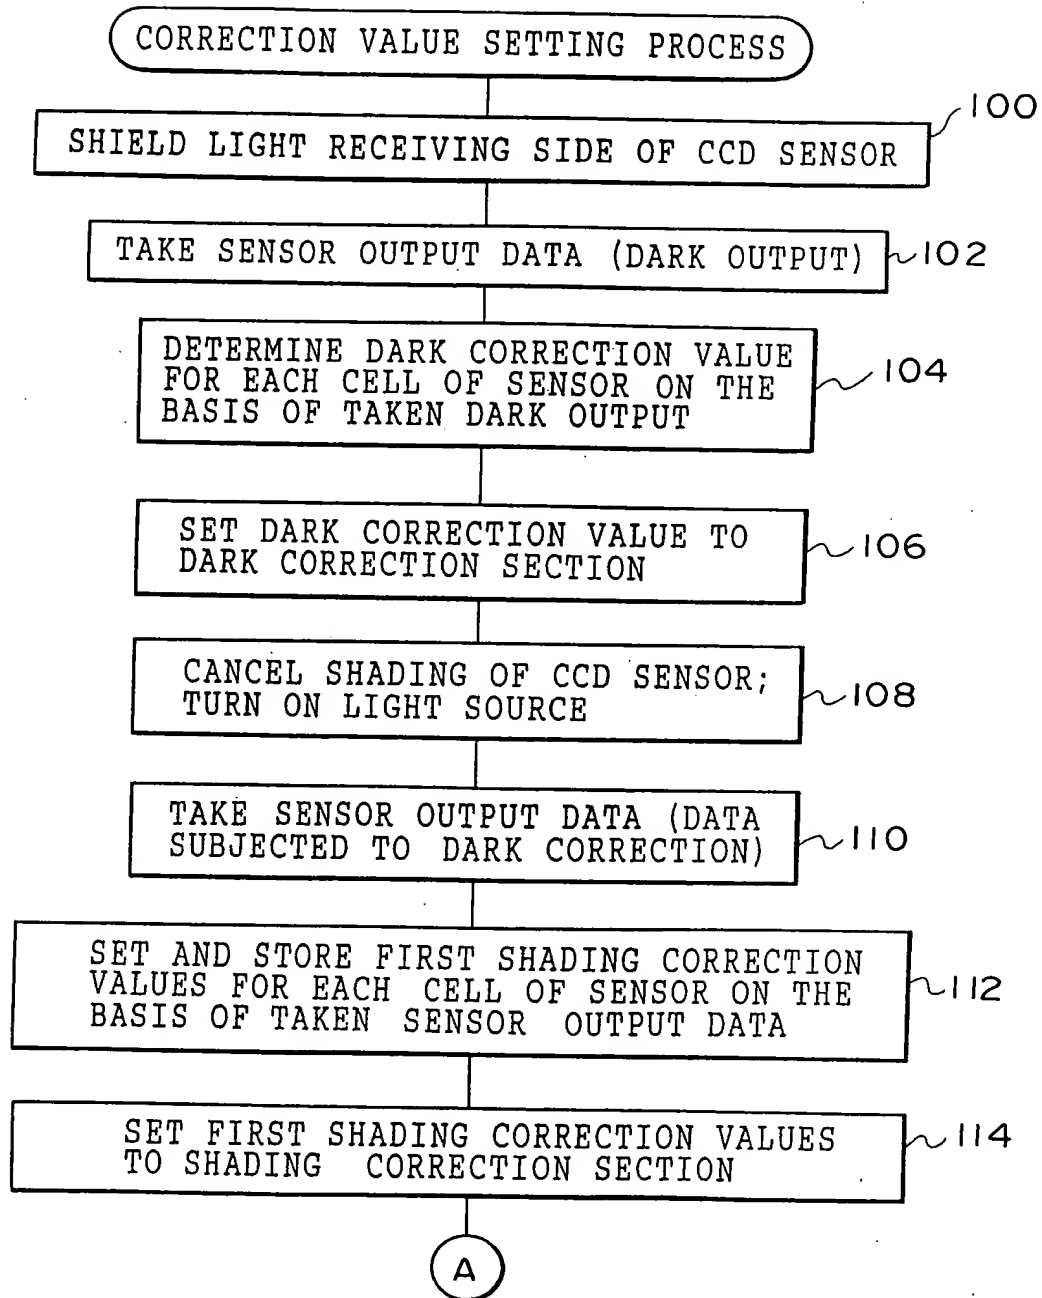 CORRECTION VALUE SETTING PROCESS
100
SHIELD LIGHT RECEIVING SIDE OF CCD SENSOR
TAKE SENSOR OUTPUT DATA (DARK OUTPUT)
102
DETERMINE DARK CORRECTION VALUE
FOR EACH CELL OF SENSOR ON THE
BASIS OF TAKEN DARK OUTPUT
104
SET DARK CORRECTION VALUE TO
DARK CORRECTION SECTION
106
CANCEL SHADING OF CCD SENSOR;
TURN ON LIGHT SOURCE
108
TAKE SENSOR OUTPUT DATA (DATA
SUBJECTED TO DARK CORRECTION)
110
SET AND STORE FIRST SHADING CORRECTION
VALUES FOR EACH CELL OF SENSOR ON THE
BASIS OF TAKEN SENSOR OUTPUT DATA
112
SET FIRST SHADING CORRECTION VALUES
TO SHADING CORRECTION SECTION
114
A